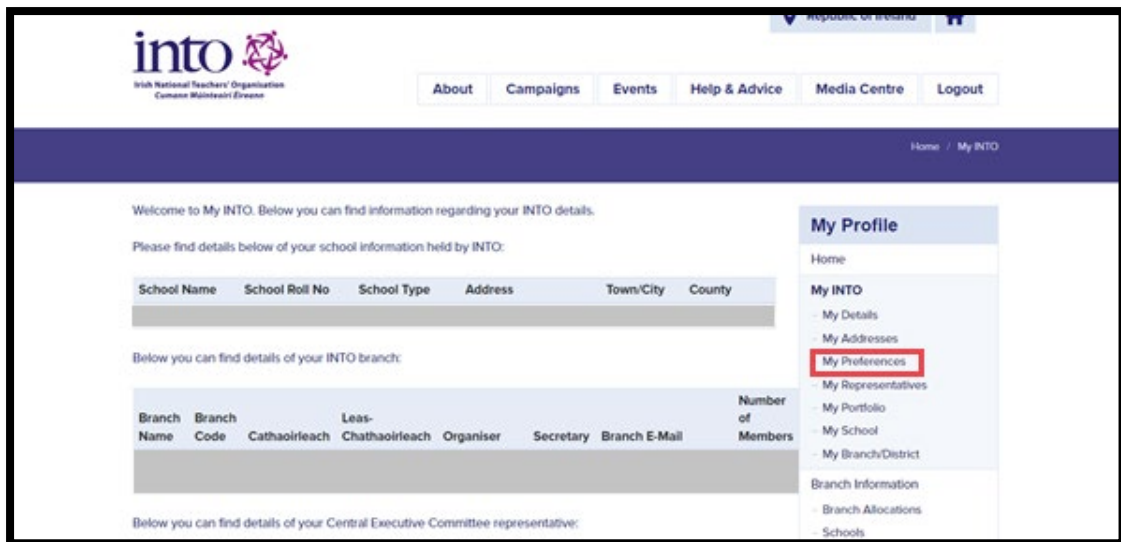 Republic of Ireland
into
Irish National Teachers' Organisation
Cumann Múinteoirí Éireann
About Campaigns Events Help & Advice Media Centre Logout
Home / My INTO
Welcome to My INTO. Below you can find information regarding your INTO details.
Please find details below of your school information held by INTO:
School Name School Roll No School Type Address Town/City County
Below you can find details of your INTO branch:
Branch Name Branch Code Cathaoirleach Leas-Chathaoirleach Organiser Secretary Branch E-Mail Number of Members
Below you can find details of your Central Executive Committee representative:
My Profile
Home
My INTO
- My Details
- My Addresses
My Preferences
- My Representatives
- My Portfolio
- My School
- My Branch/District
Branch Information
- Branch Allocations
- Schools